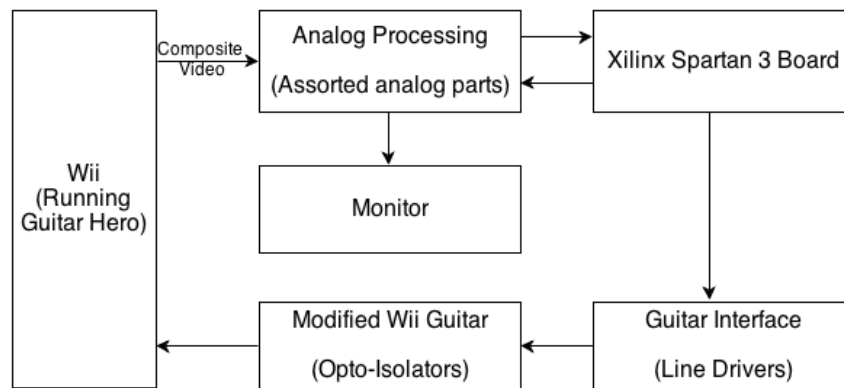 Composite
Video
Analog Processing
(Assorted analog parts)
Xilinx Spartan 3 Board
Wii
(Running
Guitar Hero)
Monitor
Modified Wii Guitar
(Opto-Isolators)
Guitar Interface
(Line Drivers)